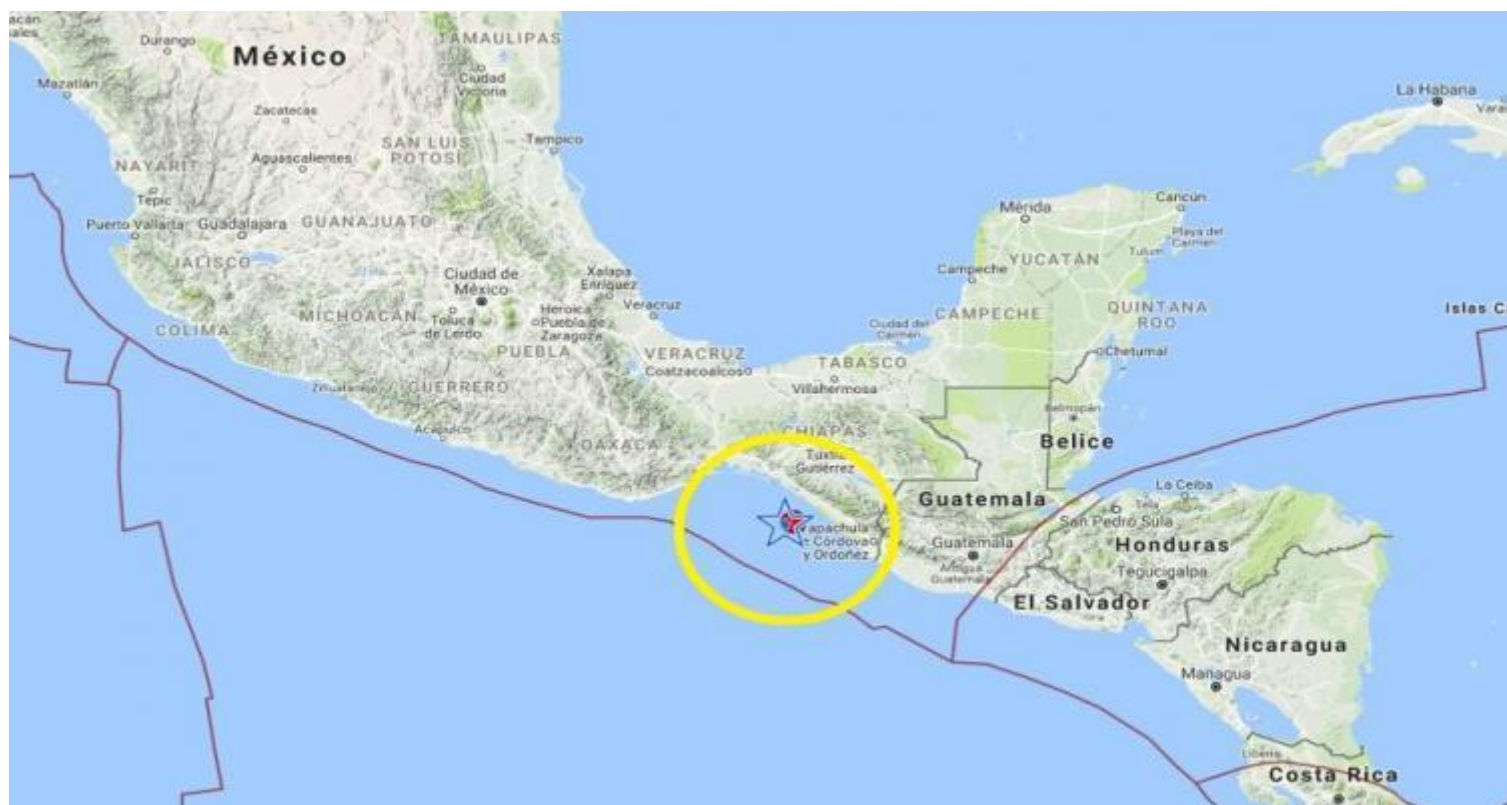 Durango
México
TAMAULIPAS
Ciudad
Victoria
Mazatlán
Zacatecas
La Habana
SAN LUIS
POTOSÍ
Tampico
Aguascalientes
NAYARIT
Tepic
Puerto Vallarta
Guadalajara
GUANAJUATO
Mérida
Cancún
Playa del
Carmen
Tulum
YUCATÁN
JALISCO
Ciudad de
México
Xalapa
Enríquez
Campeche
Veracruz
MICHOACÁN
Toluca
de Lerdo
Heroica
Puebla de
Zaragoza
CAMPECHE
QUINTANA
ROO
Islas C
COLIMA
Ciudad del
Carmen
PUEBLA
VERACRUZ
Coatzacoalcos
TABASCO
Chetumal
Villahermosa
GUERRERO
Acapulco
Belmopán
CHIAPAS
OAXACA
Tuxtla
Gutiérrez
Belice
La Ceiba
Guatemala
Tela
San Pedro Sula
apachula
e Córdova
y Ordoñez
Guatemala
Honduras
Antigua
Guatemala
Tegucigalpa
El Salvador
Nicaragua
Managua
Liberia
Costa Rica